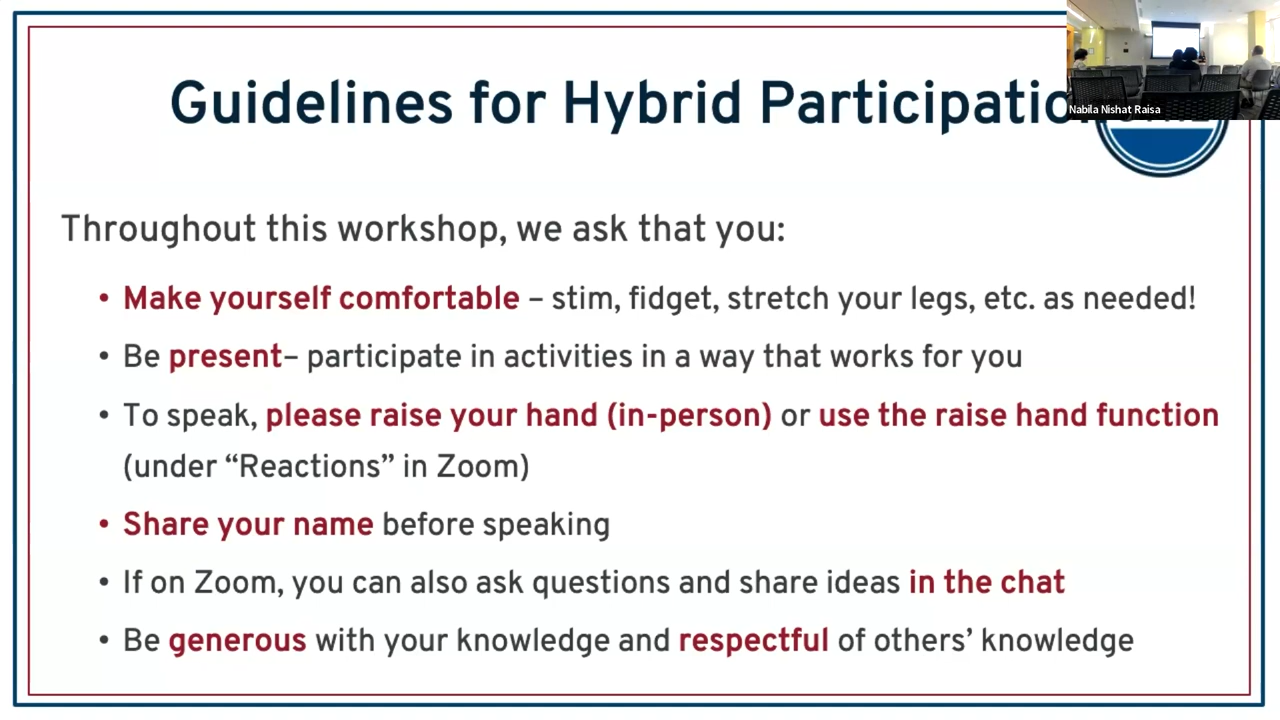 Guidelines for Hybrid Participatio
Nabila Nishat Raisa
Throughout this workshop, we ask that you:
• Make yourself comfortable – stim, fidget, stretch your legs, etc. as needed!
• Be present– participate in activities in a way that works for you
• To speak, please raise your hand (in-person) or use the raise hand function
(under “Reactions” in Zoom)
• Share your name before speaking
• If on Zoom, you can also ask questions and share ideas in the chat
• Be generous with your knowledge and respectful of others’ knowledge